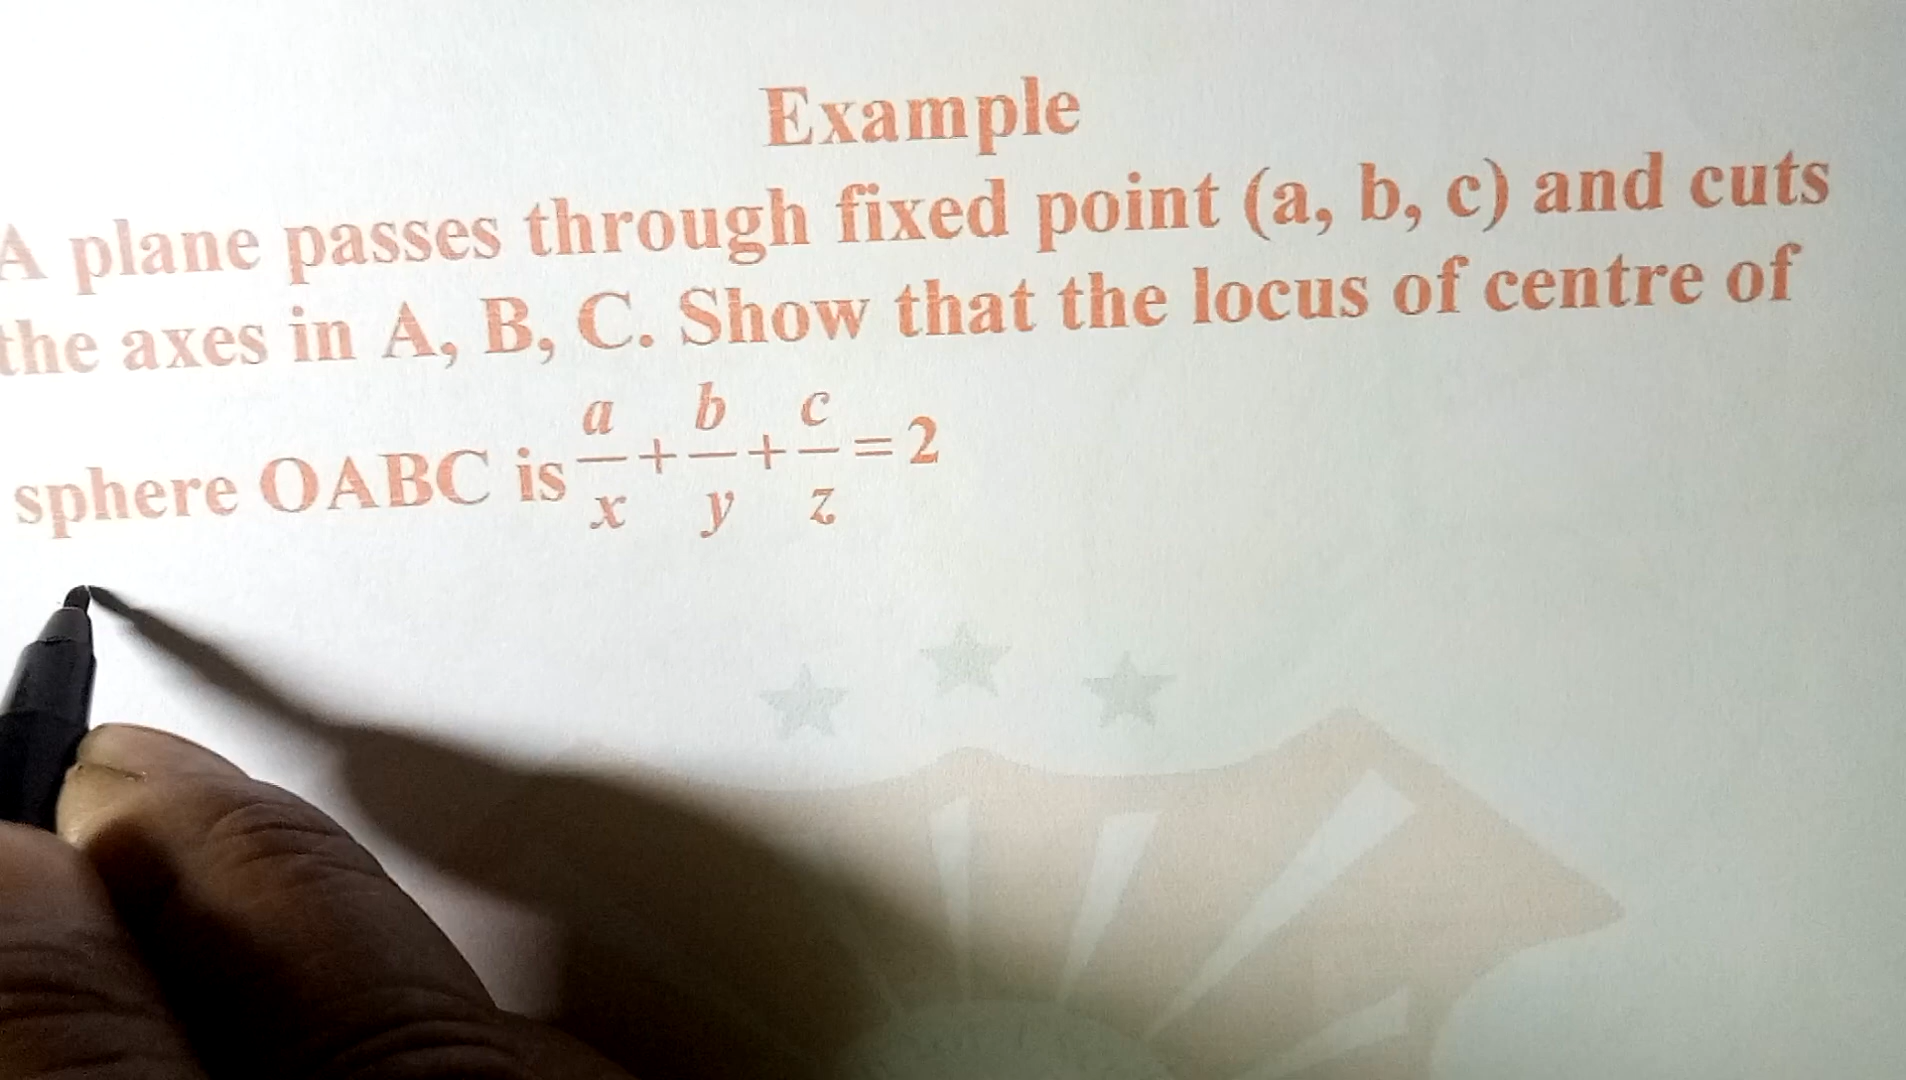 Example
A plane passes through fixed point (a, b, c) and cuts
the axes in A, B, C. Show that the locus of centre of
sphere OABC is a/x + b/y + c/z = 2